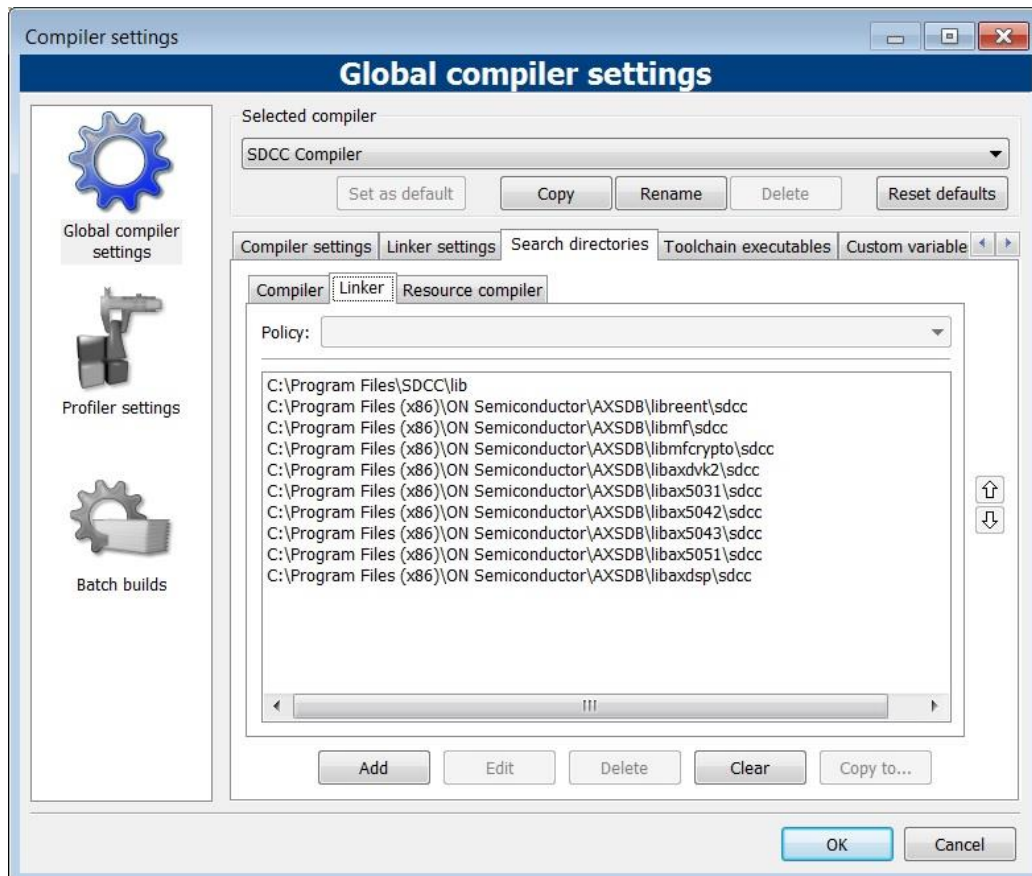 Compiler settings
Global compiler settings
Global compiler
settings
Profiler settings
Batch builds
Selected compiler
SDCC Compiler
Set as default Copy Rename Delete Reset defaults
Compiler settings Linker settings Search directories Toolchain executables Custom variable
Compiler Linker Resource compiler
Policy:
C:\Program Files\SDCC\lib
C:\Program Files (x86)\ON Semiconductor\AXSDB\libreent\sdcc
C:\Program Files (x86)\ON Semiconductor\AXSDB\libmf\sdcc
C:\Program Files (x86)\ON Semiconductor\AXSDB\libmfcrypto\sdcc
C:\Program Files (x86)\ON Semiconductor\AXSDB\libaxdvk2\sdcc
C:\Program Files (x86)\ON Semiconductor\AXSDB\libax5031\sdcc
C:\Program Files (x86)\ON Semiconductor\AXSDB\libax5042\sdcc
C:\Program Files (x86)\ON Semiconductor\AXSDB\libax5043\sdcc
C:\Program Files (x86)\ON Semiconductor\AXSDB\libax5051\sdcc
C:\Program Files (x86)\ON Semiconductor\AXSDB\libaxdsp\sdcc
Add Edit Delete Clear Copy to...
OK Cancel